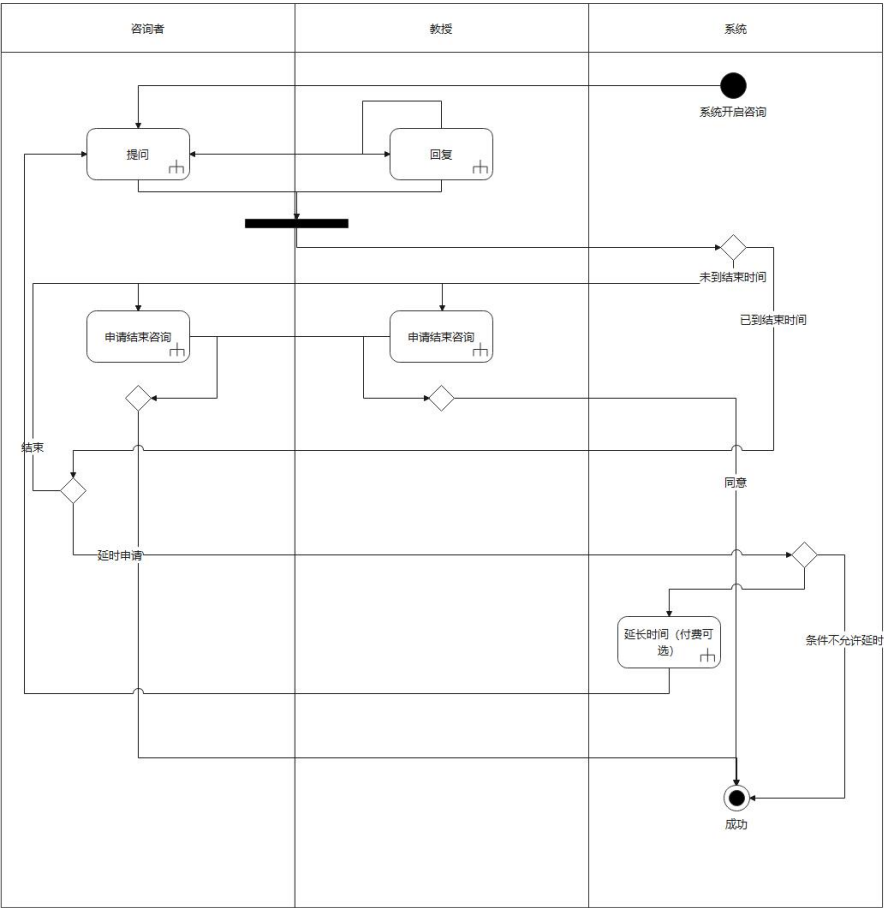 咨询者
教授
系统
系统开启咨询
提问
回复
未到结束时间
已到结束时间
申请结束咨询
申请结束咨询
结束
同意
延时申请
延长时间（付费可
选）
条件不允许延时
成功